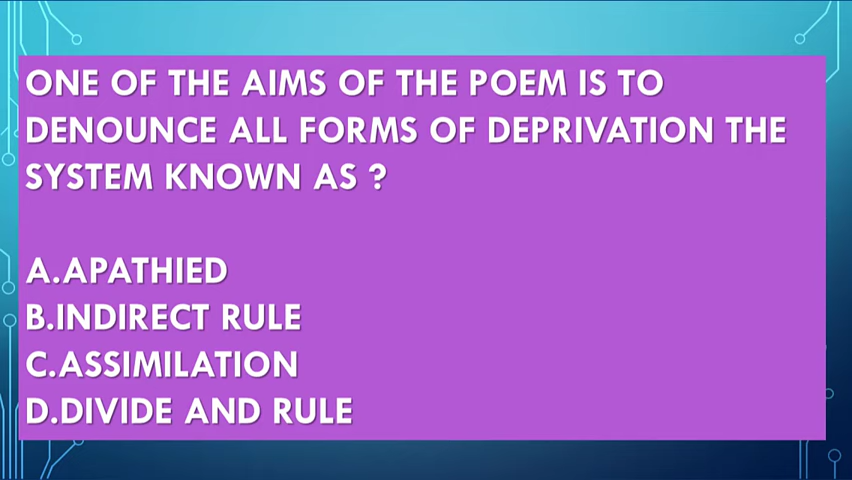 ONE OF THE AIMS OF THE POEM IS TO
DENOUNCE ALL FORMS OF DEPRIVATION THE
SYSTEM KNOWN AS ?
A.APATHIED
B.INDIRECT RULE
C.ASSIMILATION
D.DIVIDE AND RULE